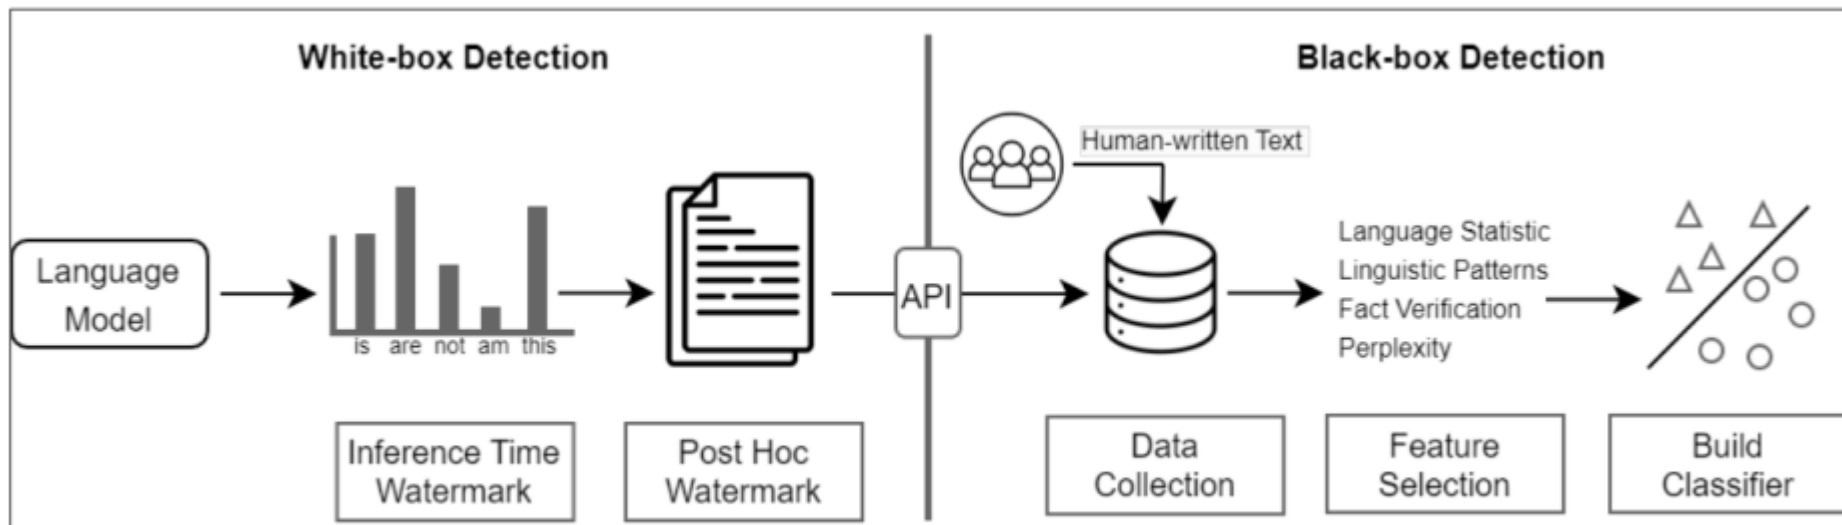 White-box Detection
Black-box Detection
Human-written Text
Language
Model
is are not am this
API
Language Statistic
Linguistic Patterns
Fact Verification
Perplexity
Inference Time
Watermark
Post Hoc
Watermark
Data
Collection
Feature
Selection
Build
Classifier